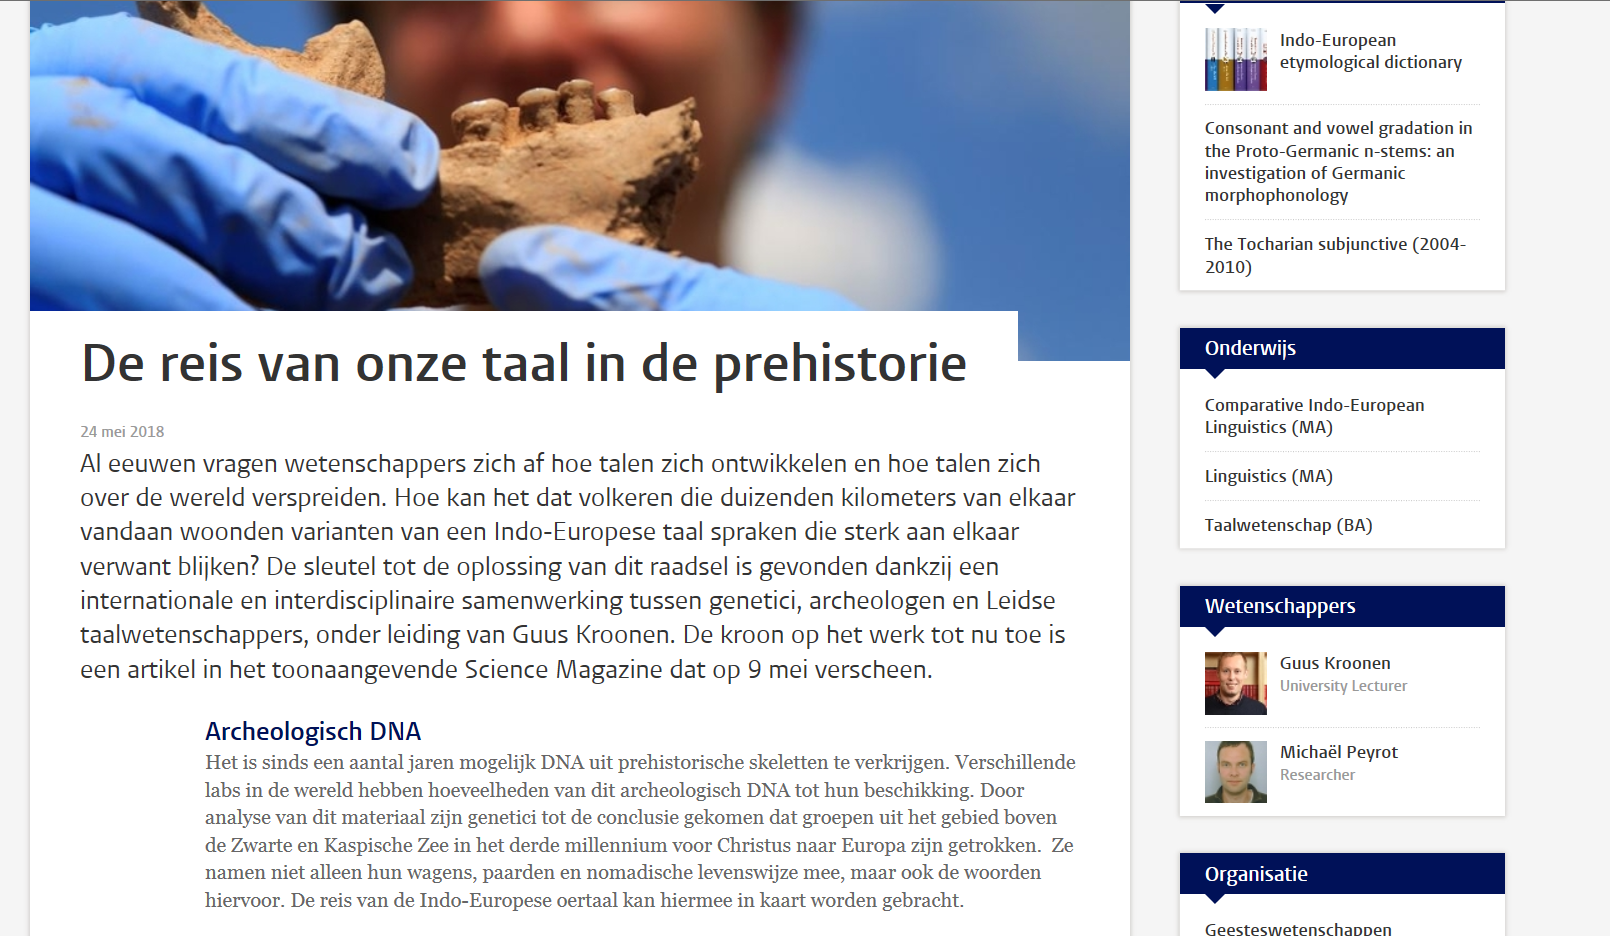 De reis van onze taal in de prehistorie
24 mei 2018
Al eeuwen vragen wetenschappers zich af hoe talen zich ontwikkelen en hoe talen zich
over de wereld verspreiden. Hoe kan het dat volkeren die duizenden kilometers van elkaar
vandaan woonden varianten van een Indo-Europese taal spraken die sterk aan elkaar
verwant blijken? De sleutel tot de oplossing van dit raadsel is gevonden dankzij een
internationale en interdisciplinaire samenwerking tussen genetici, archeologen en Leidse
taalwetenschappers, onder leiding van Guus Kroonen. De kroon op het werk tot nu toe is
een artikel in het toonaangevende Science Magazine dat op 9 mei verscheen.
Archeologisch DNA
Het is sinds een aantal jaren mogelijk DNA uit prehistorische skeletten te verkrijgen. Verschillende
labs in de wereld hebben hoeveelheden van dit archeologisch DNA tot hun beschikking. Door
analyse van dit materiaal zijn genetici tot de conclusie gekomen dat groepen uit het gebied boven
de Zwarte en Kaspische Zee in het derde millennium voor Christus naar Europa zijn getrokken.  Ze
namen niet alleen hun wagens, paarden en nomadische levenswijze mee, maar ook de woorden
hiervoor. De reis van de Indo-Europese oertaal kan hiermee in kaart worden gebracht.
Indo-European
etymological dictionary
Consonant and vowel gradation in
the Proto-Germanic n-stems: an
investigation of Germanic
morphophonology
The Tocharian subjunctive (2004-
2010)
Onderwijs
Comparative Indo-European
Linguistics (MA)
Linguistics (MA)
Taalwetenschap (BA)
Wetenschappers
Guus Kroonen
University Lecturer
Michaël Peyrot
Researcher
Organisatie
Geesteswetenschappen